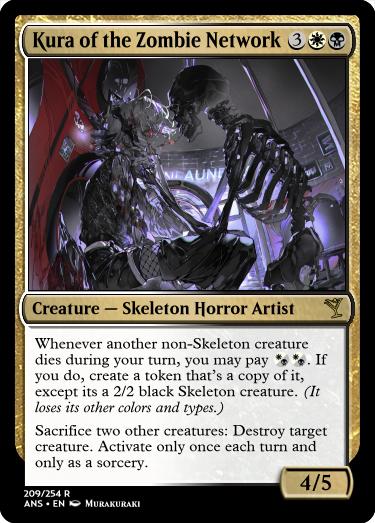 Kura of the Zombie Network 3
LAUND
Creature — Skeleton Horror Artist
Whenever another non-Skeleton creature
dies during your turn, you may pay . If
you do, create a token that's a copy of it,
except its a 2/2 black Skeleton creature. (It
loses its other colors and types.)
Sacrifice two other creatures: Destroy target
creature. Activate only once each turn and
only as a sorcery.
4/5
209/254 R
ANS • EN Murakuraki